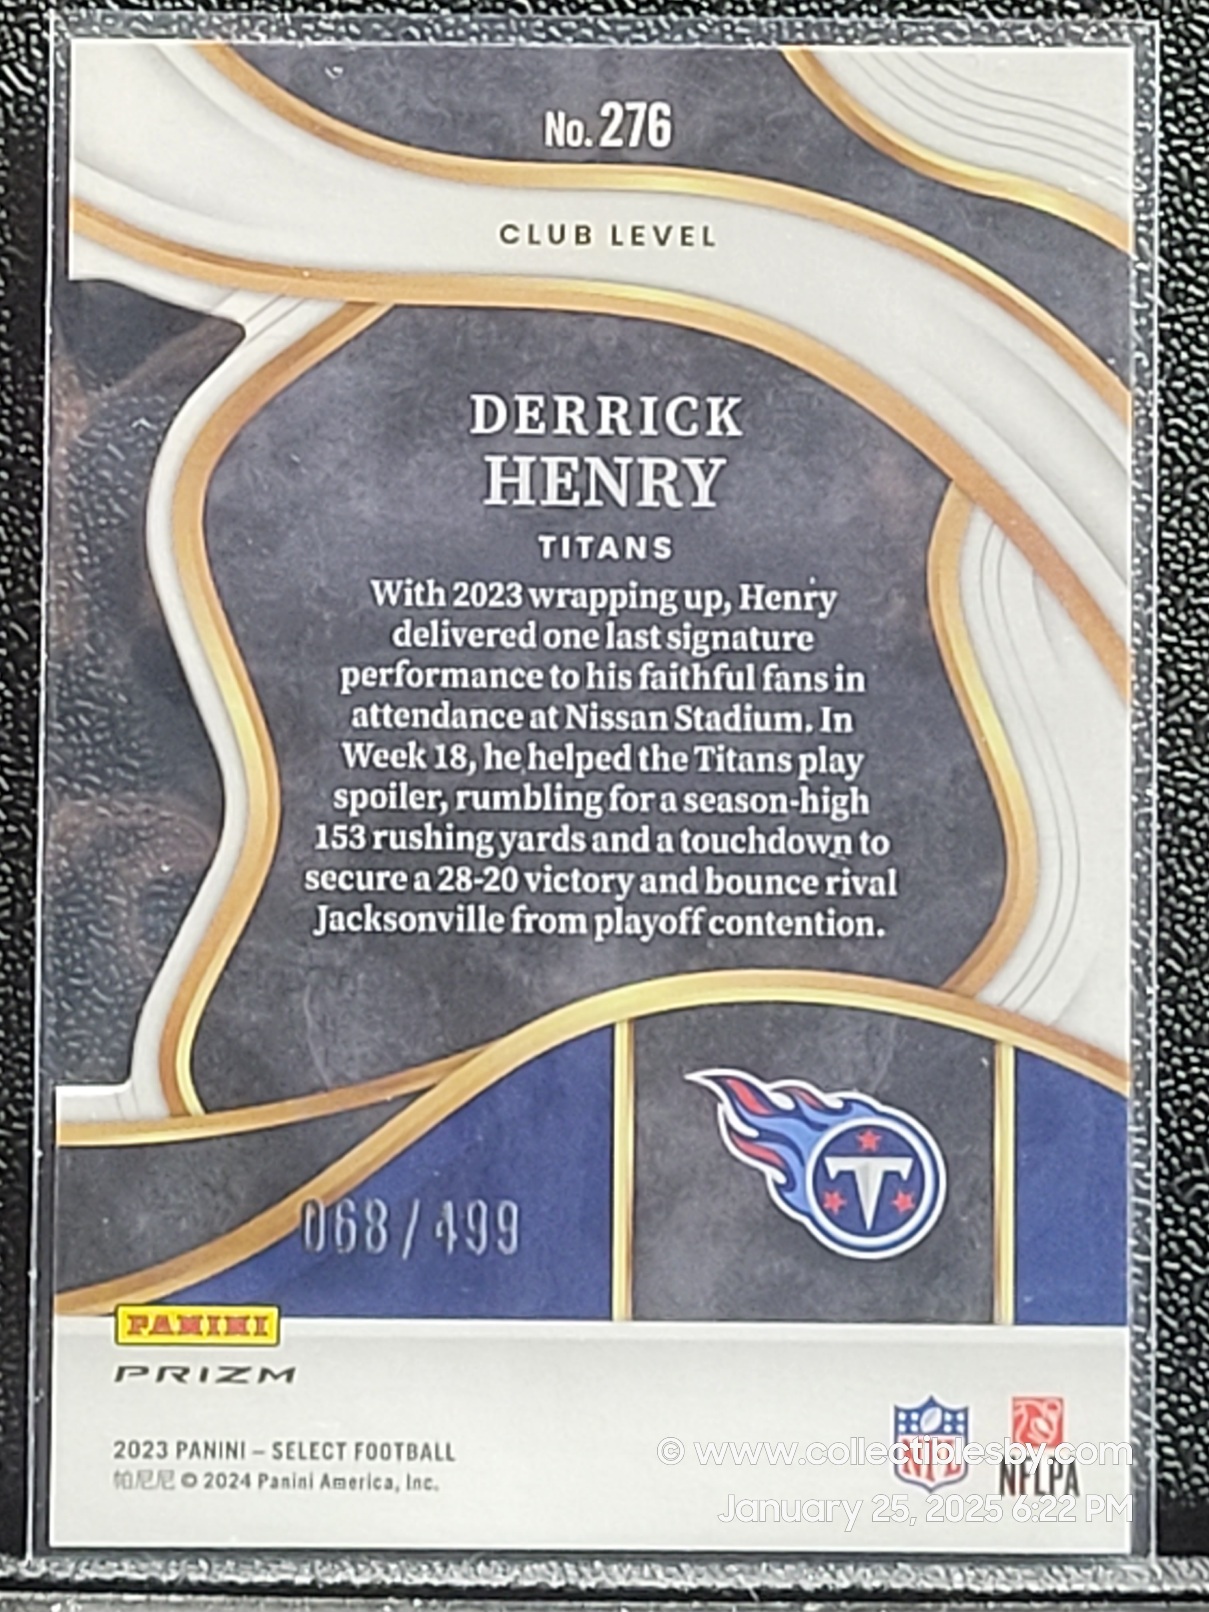 No. 276
CLUB LEVEL
DERRICK
HENRY
TITANS
With 2023 wrapping up, Henry
delivered one last signature
performance to his faithful fans in
attendance at Nissan Stadium. In
Week 18, he helped the Titans play
spoiler, rumbling for a season-high
153 rushing yards and a touchdown to
secure a 28-20 victory and bounce rival
Jacksonville from playoff contention.
068/499
T
PANINI
PRIZM
2023 PANINI – SELECT FOOTBALL
帕尼尼 © 2024 Panini America, Inc.
NFL
NFLPA
© www.collectiblesby.com
January 25, 2025 6:22 PM